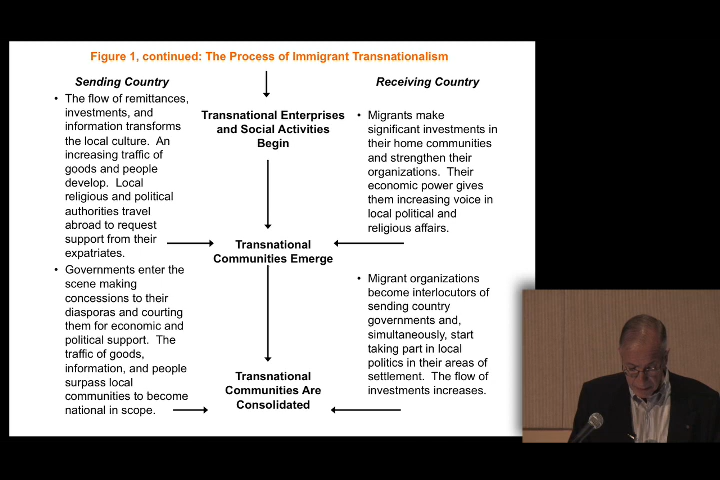 Figure 1, continued: The Process of Immigrant Transnationalism
Sending Country
• The flow of remittances,
investments, and
information transforms
the local culture. An
increasing traffic of
goods and people
develop. Local
religious and political
authorities travel
abroad to request
support from their
expatriates.
• Governments enter the
scene making
concessions to their
diasporas and courting
them for economic and
political support. The
traffic of goods,
information, and people
surpass local
communities to become
national in scope.
Transnational Enterprises
and Social Activities
Begin
Transnational
Communities Emerge
Transnational
Communities Are
Consolidated
Receiving Country
• Migrants make
significant investments in
their home communities
and strengthen their
organizations. Their
economic power gives
them increasing voice in
local political and
religious affairs.
• Migrant organizations
become interlocutors of
sending country
governments and,
simultaneously, start
taking part in local
politics in their areas of
settlement. The flow of
investments increases.